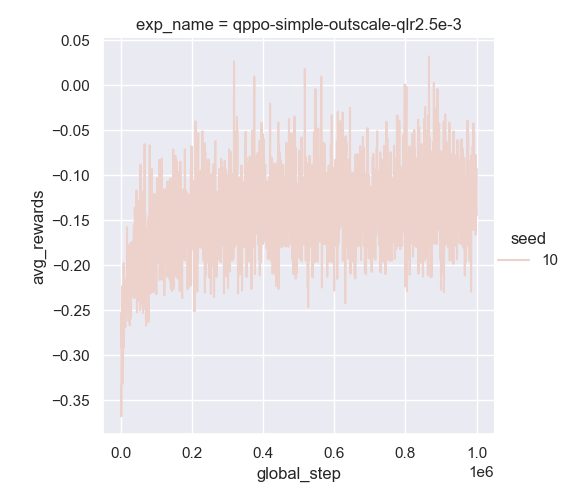 exp_name = qppo-simple-outscale-qlr2.5e-3
0.05
0.00
−0.05
−0.10
−0.15
−0.20
−0.25
−0.30
−0.35
avg_rewards
0.0 0.2 0.4 0.6 0.8 1.0
1e6
global_step
seed
10